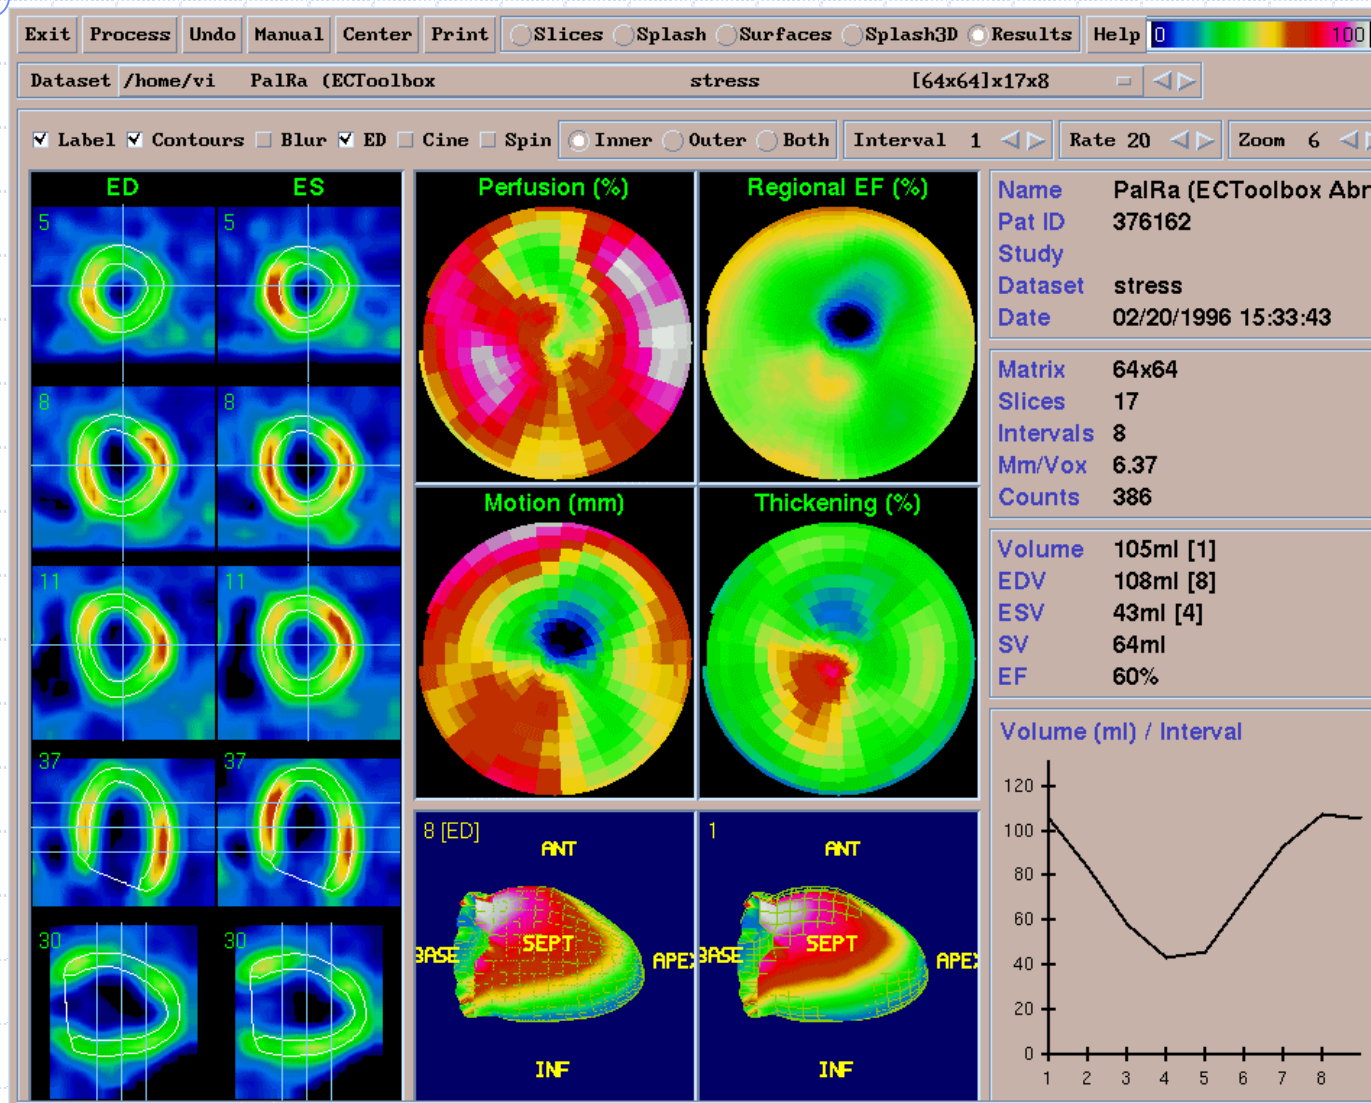 Exit Process Undo Manual Center Print Slices Splash Surfaces Splash3D Results Help 0 100
Dataset /home/vi PalRa (ECToolbox stress [64x64]x17x8
Label Contours Blur ED Cine Spin Inner Outer Both Interval 1 Rate 20 Zoom 6
ED ES
5 5
8 8
11 11
37 37
30 30
Perfusion (%) Regional EF (%)
Motion (mm) Thickening (%)
8 [ED] 1
ANT ANT
SEPT SEPT
BASE BASE
APEX APEX
INF INF
Name PalRa (ECToolbox Abr
Pat ID 376162
Study
Dataset stress
Date 02/20/1996 15:33:43
Matrix 64x64
Slices 17
Intervals 8
Mm/Vox 6.37
Counts 386
Volume 105ml [1]
EDV 108ml [8]
ESV 43ml [4]
SV 64ml
EF 60%
Volume (ml) / Interval
120
100
80
60
40
20
0
1 2 3 4 5 6 7 8